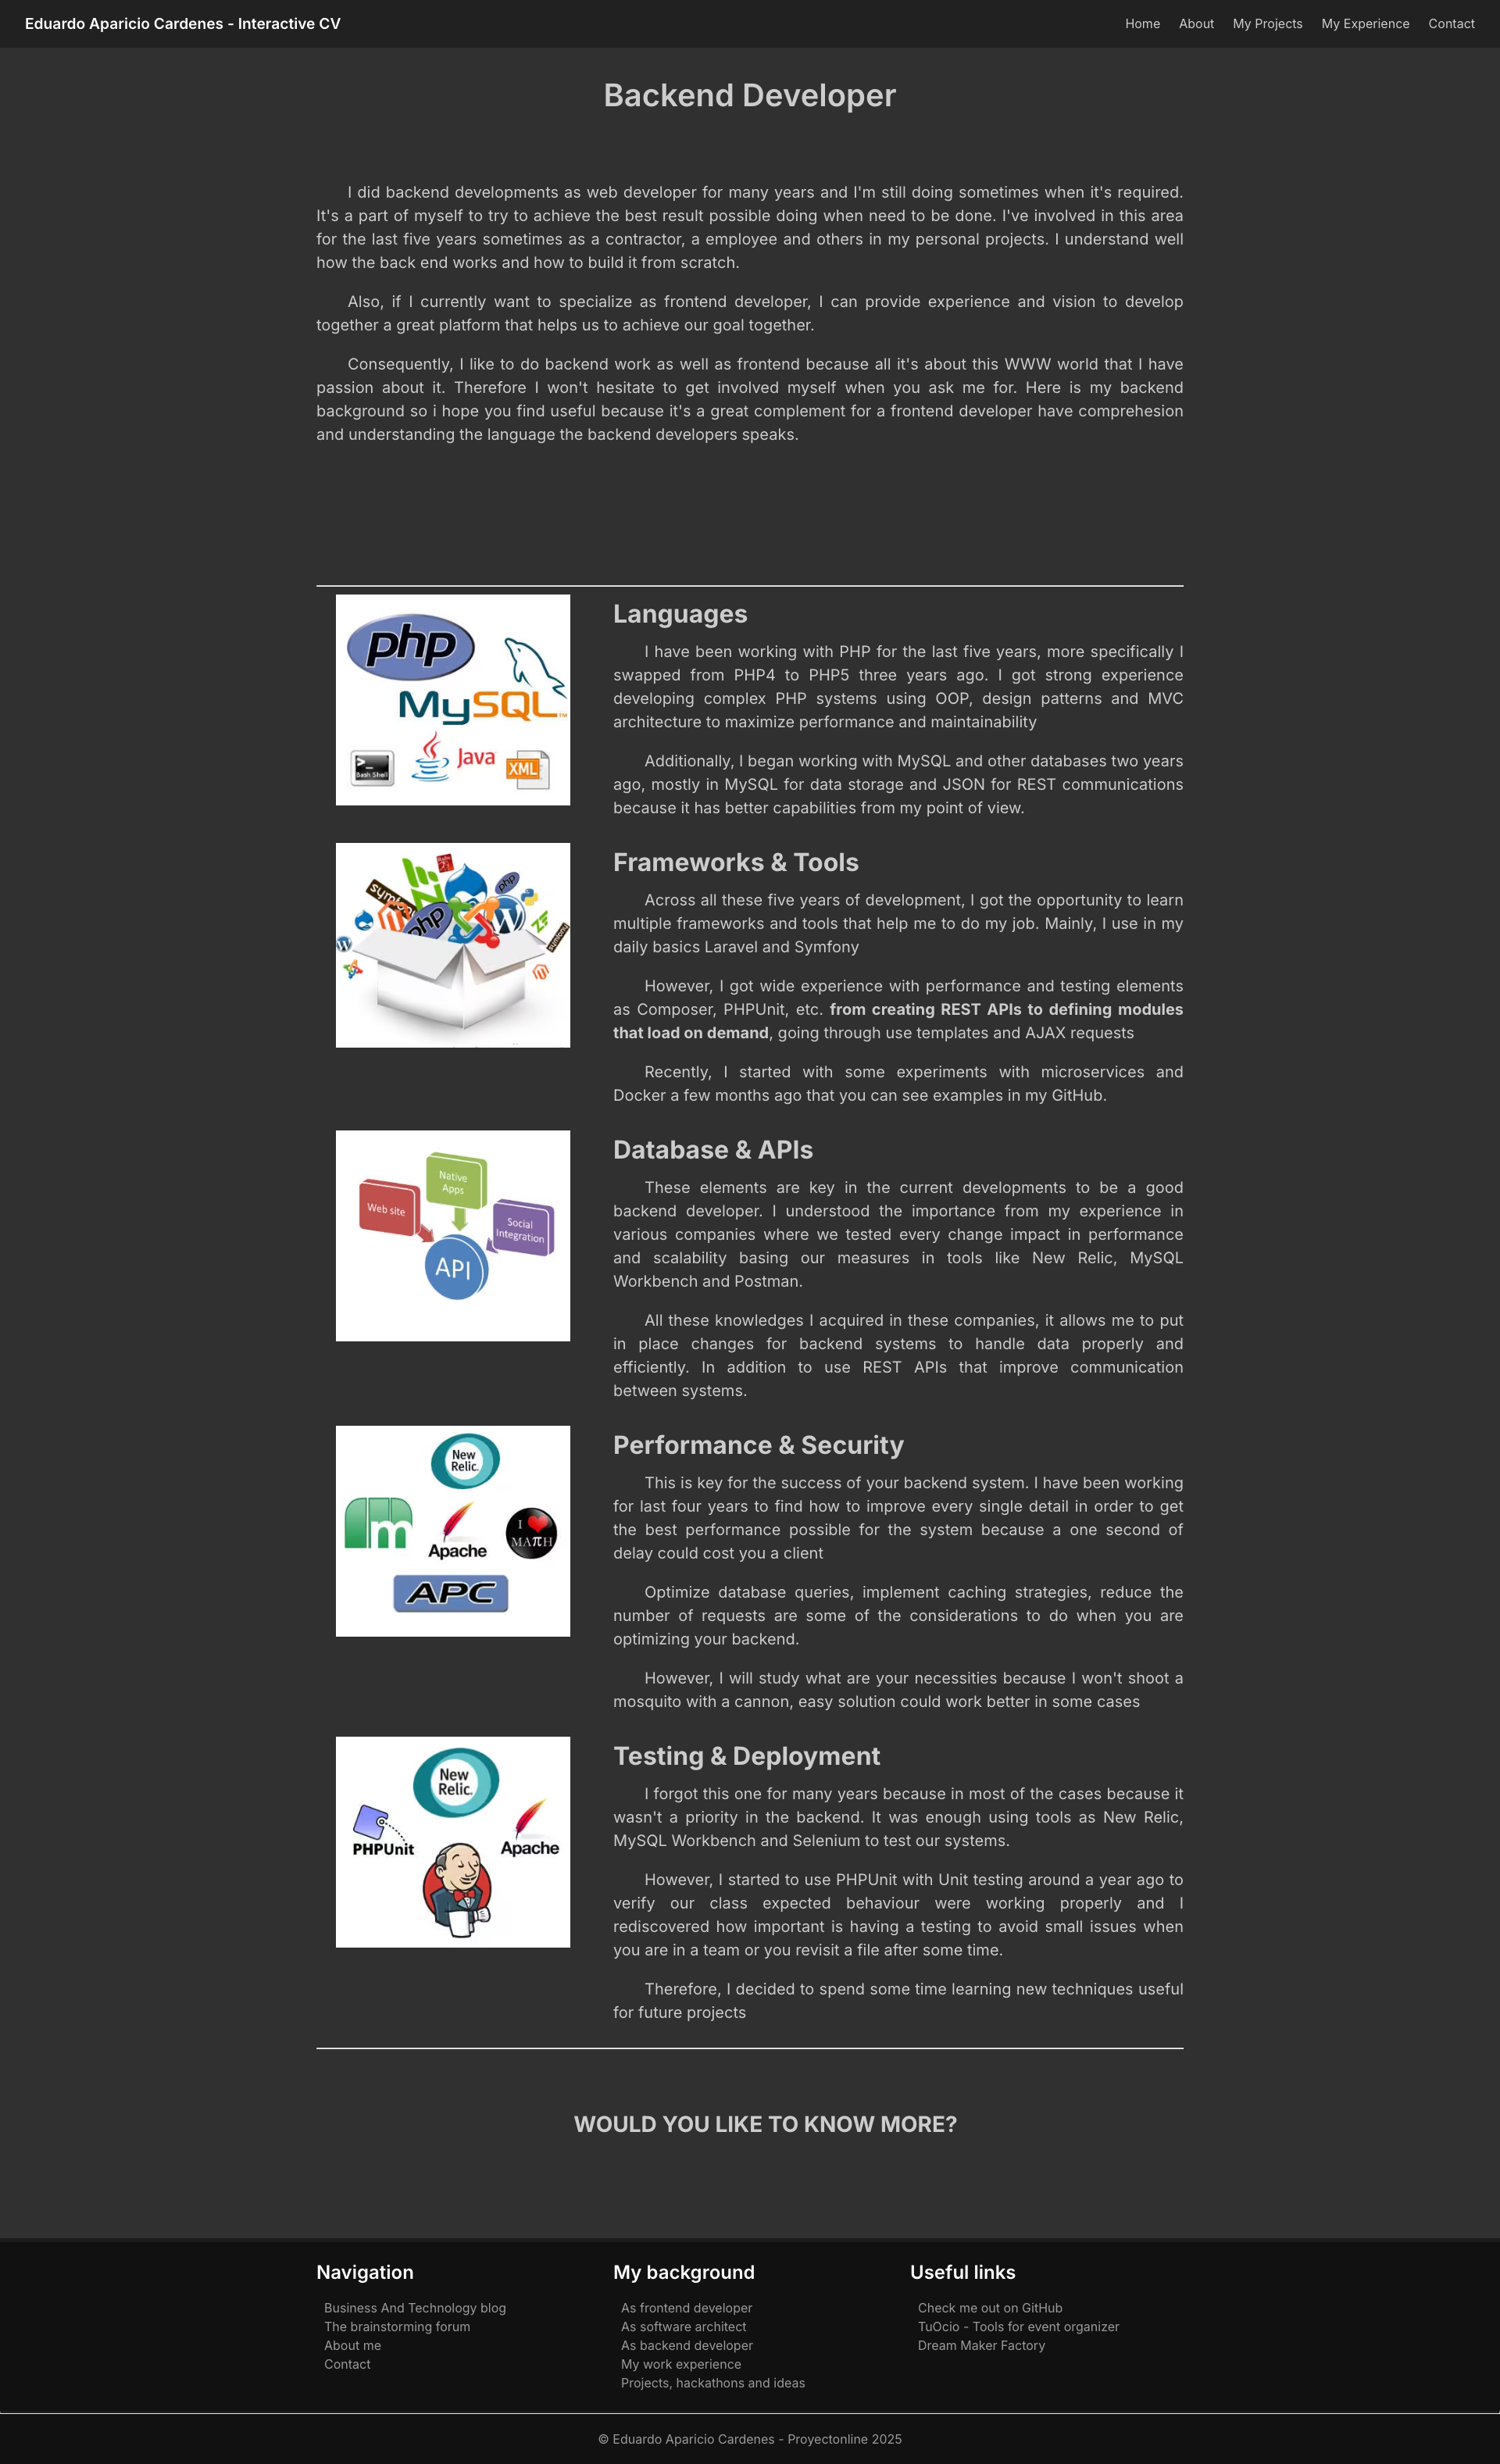 Eduardo Aparicio Cardenes - Interactive CV
Home About My Projects My Experience Contact
Backend Developer
I did backend developments as web developer for many years and I'm still doing sometimes when it's required.
It's a part of myself to try to achieve the best result possible doing when need to be done. I've involved in this area
for the last five years sometimes as a contractor, a employee and others in my personal projects. I understand well
how the back end works and how to build it from scratch.
Also, if I currently want to specialize as frontend developer, I can provide experience and vision to develop
together a great platform that helps us to achieve our goal together.
Consequently, I like to do backend work as well as frontend because all it's about this WWW world that I have
passion about it. Therefore I won't hesitate to get involved myself when you ask me for. Here is my backend
background so i hope you find useful because it's a great complement for a frontend developer have comprehesion
and understanding the language the backend developers speaks.
php
MySQL™
>_
Bash Shell
Java
XML
Languages
I have been working with PHP for the last five years, more specifically I
swapped from PHP4 to PHP5 three years ago. I got strong experience
developing complex PHP systems using OOP, design patterns and MVC
architecture to maximize performance and maintainability
Additionally, I began working with MySQL and other databases two years
ago, mostly in MySQL for data storage and JSON for REST communications
because it has better capabilities from my point of view.
php
php
Frameworks & Tools
Across all these five years of development, I got the opportunity to learn
multiple frameworks and tools that help me to do my job. Mainly, I use in my
daily basics Laravel and Symfony
However, I got wide experience with performance and testing elements
as Composer, PHPUnit, etc. from creating REST APIs to defining modules
that load on demand, going through use templates and AJAX requests
Recently, I started with some experiments with microservices and
Docker a few months ago that you can see examples in my GitHub.
Native
Apps
Web site
Social
Integration
API
Database & APIs
These elements are key in the current developments to be a good
backend developer. I understood the importance from my experience in
various companies where we tested every change impact in performance
and scalability basing our measures in tools like New Relic, MySQL
Workbench and Postman.
All these knowledges I acquired in these companies, it allows me to put
in place changes for backend systems to handle data properly and
efficiently. In addition to use REST APIs that improve communication
between systems.
New
Relic.
m
Apache
I ❤
MAπH
APC
Performance & Security
This is key for the success of your backend system. I have been working
for last four years to find how to improve every single detail in order to get
the best performance possible for the system because a one second of
delay could cost you a client
Optimize database queries, implement caching strategies, reduce the
number of requests are some of the considerations to do when you are
optimizing your backend.
However, I will study what are your necessities because I won't shoot a
mosquito with a cannon, easy solution could work better in some cases
New
Relic.
PHPUnit
Apache
Testing & Deployment
I forgot this one for many years because in most of the cases because it
wasn't a priority in the backend. It was enough using tools as New Relic,
MySQL Workbench and Selenium to test our systems.
However, I started to use PHPUnit with Unit testing around a year ago to
verify our class expected behaviour were working properly and I
rediscovered how important is having a testing to avoid small issues when
you are in a team or you revisit a file after some time.
Therefore, I decided to spend some time learning new techniques useful
for future projects
WOULD YOU LIKE TO KNOW MORE?
Navigation
Business And Technology blog
The brainstorming forum
About me
Contact
My background
As frontend developer
As software architect
As backend developer
My work experience
Projects, hackathons and ideas
Useful links
Check me out on GitHub
TuOcio - Tools for event organizer
Dream Maker Factory
© Eduardo Aparicio Cardenes - Proyectonline 2025